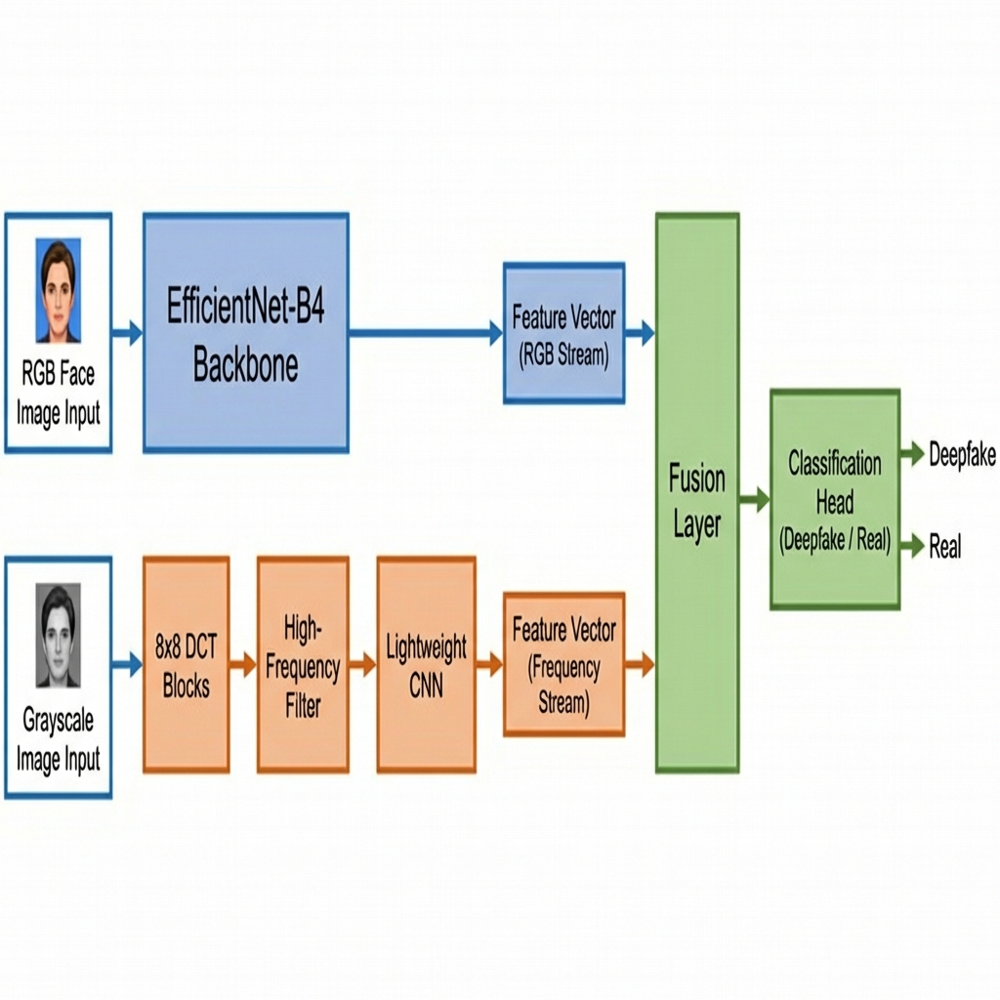 RGB Face
Image Input
EfficientNet-B4
Backbone
Feature Vector
(RGB Stream)
Grayscale
Image Input
8x8 DCT
Blocks
High-
Frequency
Filter
Lightweight
CNN
Feature Vector
(Frequency
Stream)
Fusion
Layer
Classification
Head
(Deepfake / Real)
Deepfake
Real